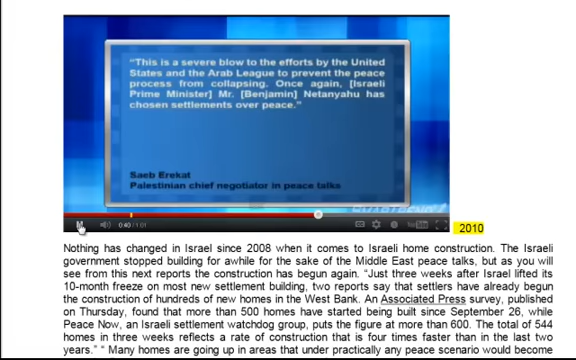 "This is a severe blow to the efforts by the United
States and the Arab League to prevent the peace
process from collapsing. Once again, [Israeli
Prime Minister] Mr. [Benjamin] Netanyahu has
chosen settlements over peace."
Saeb Erekat
Palestinian chief negotiator in peace talks
0:40 / 1:01
2010
Nothing has changed in Israel since 2008 when it comes to Israeli home construction. The Israeli
government stopped building for awhile for the sake of the Middle East peace talks, but as you will
see from this next reports the construction has begun again. "Just three weeks after Israel lifted its
10-month freeze on most new settlement building, two reports say that settlers have already begun
the construction of hundreds of new homes in the West Bank. An Associated Press survey, published
on Thursday, found that more than 500 homes have started being built since September 26, while
Peace Now, an Israeli settlement watchdog group, puts the figure at more than 600. The total of 544
homes in three weeks reflects a rate of construction that is four times faster than in the last two
years." " Many homes are going up in areas that under practically any peace scenario would become